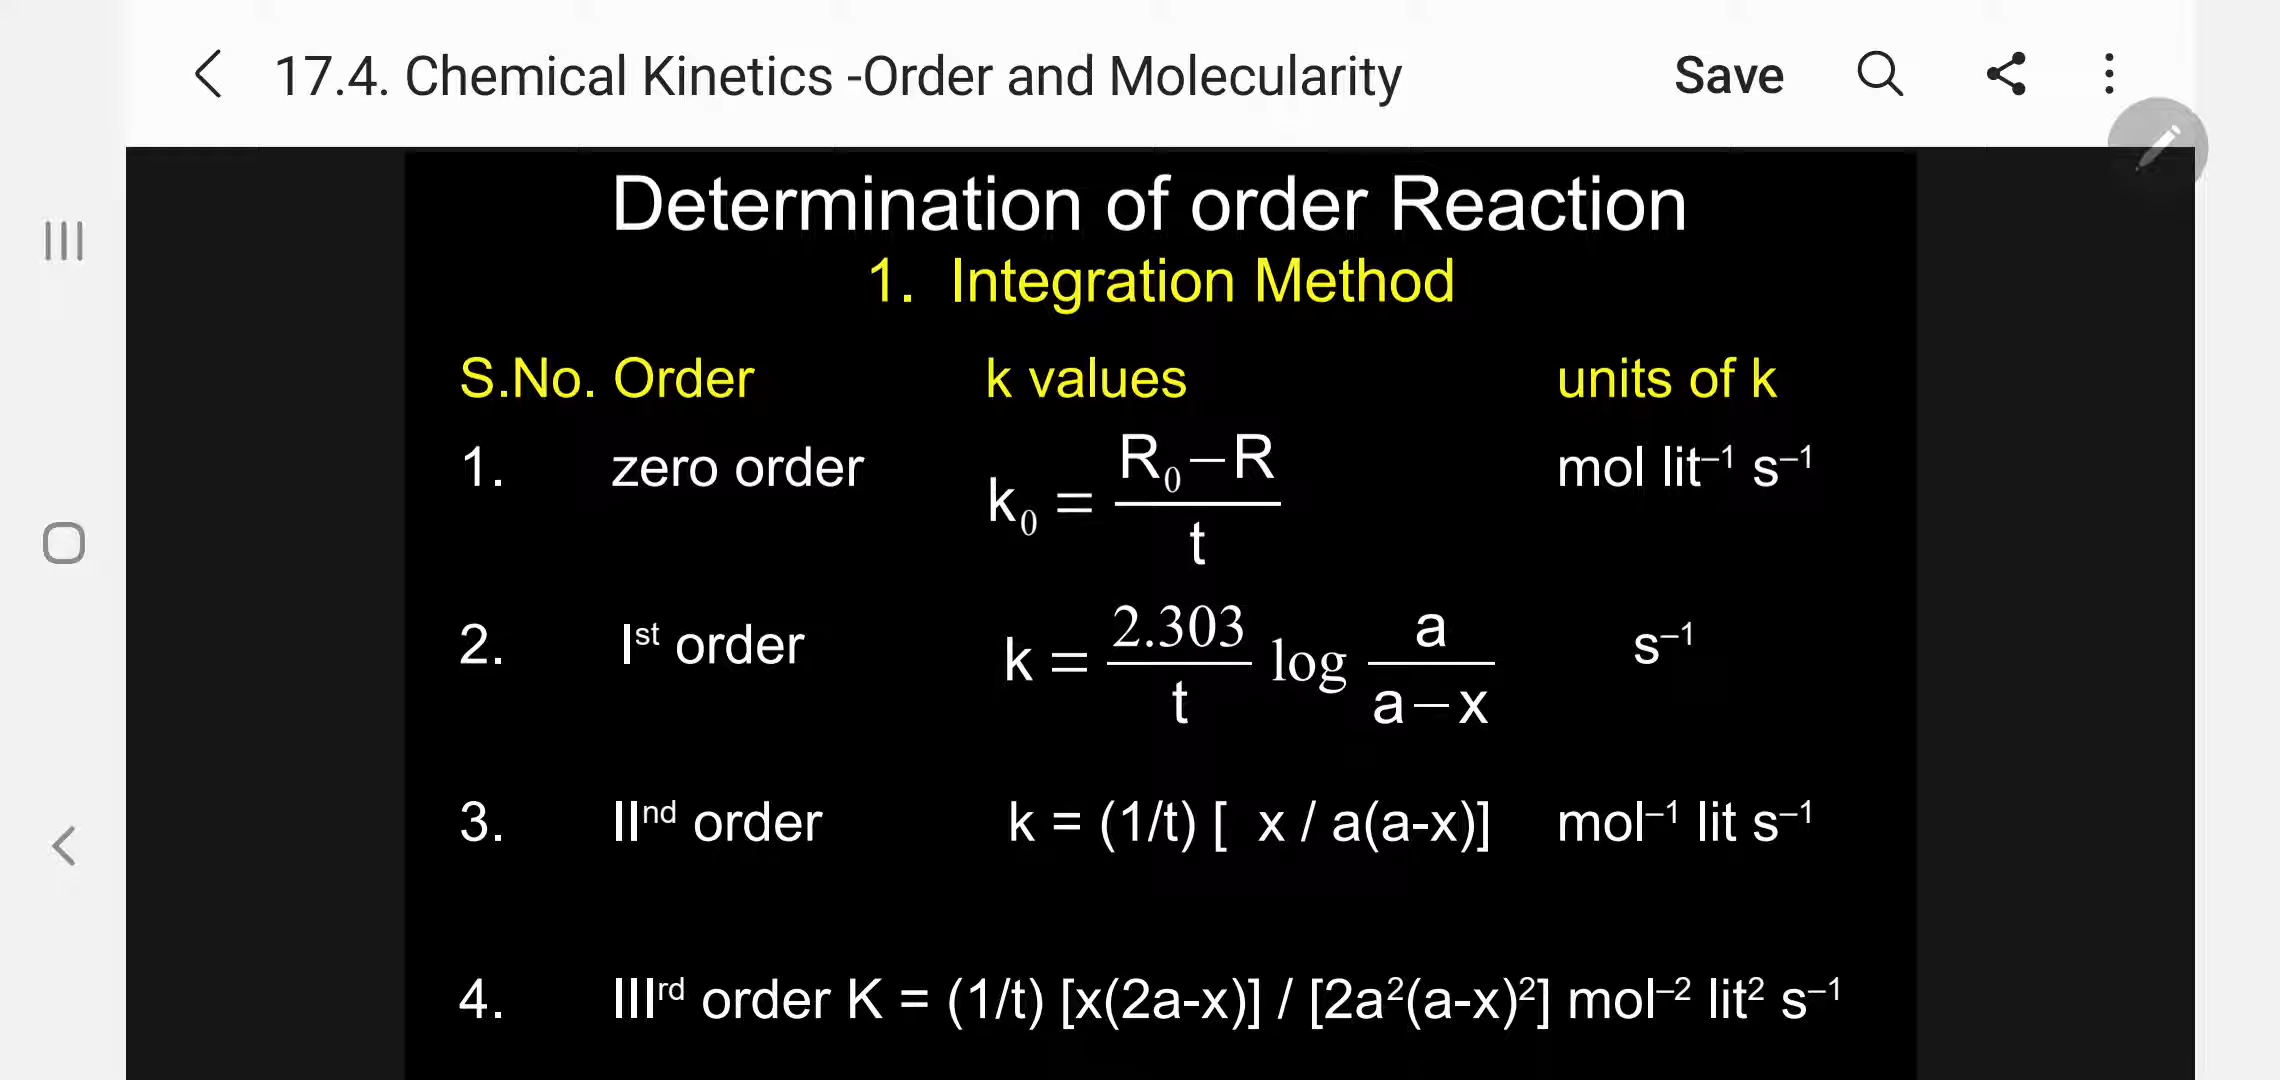 17.4. Chemical Kinetics -Order and Molecularity Save
Determination of order Reaction
1. Integration Method
S.No. Order k values units of k
1. zero order k₀ = (R₀−R)/t mol lit⁻¹ s⁻¹
2. Iˢᵗ order k = 2.303/t log a/(a−x) s⁻¹
3. IIⁿᵈ order k = (1/t) [ x / a(a-x)] mol⁻¹ lit s⁻¹
4. IIIʳᵈ order K = (1/t) [x(2a-x)] / [2a²(a-x)²] mol⁻² lit² s⁻¹